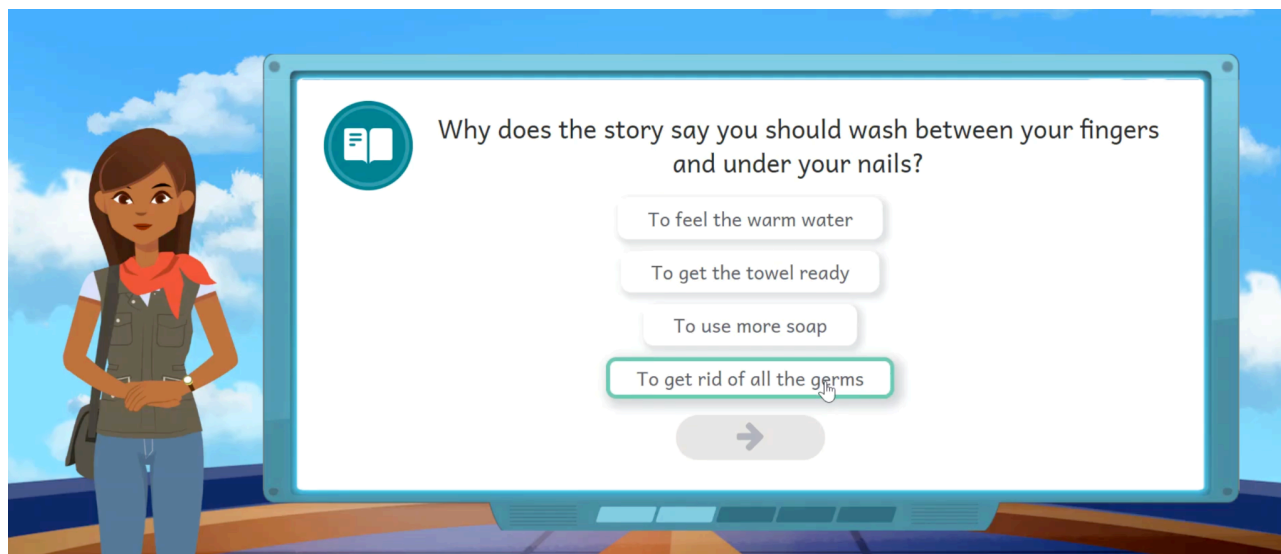 Why does the story say you should wash between your fingers
and under your nails?
To feel the warm water
To get the towel ready
To use more soap
To get rid of all the germs